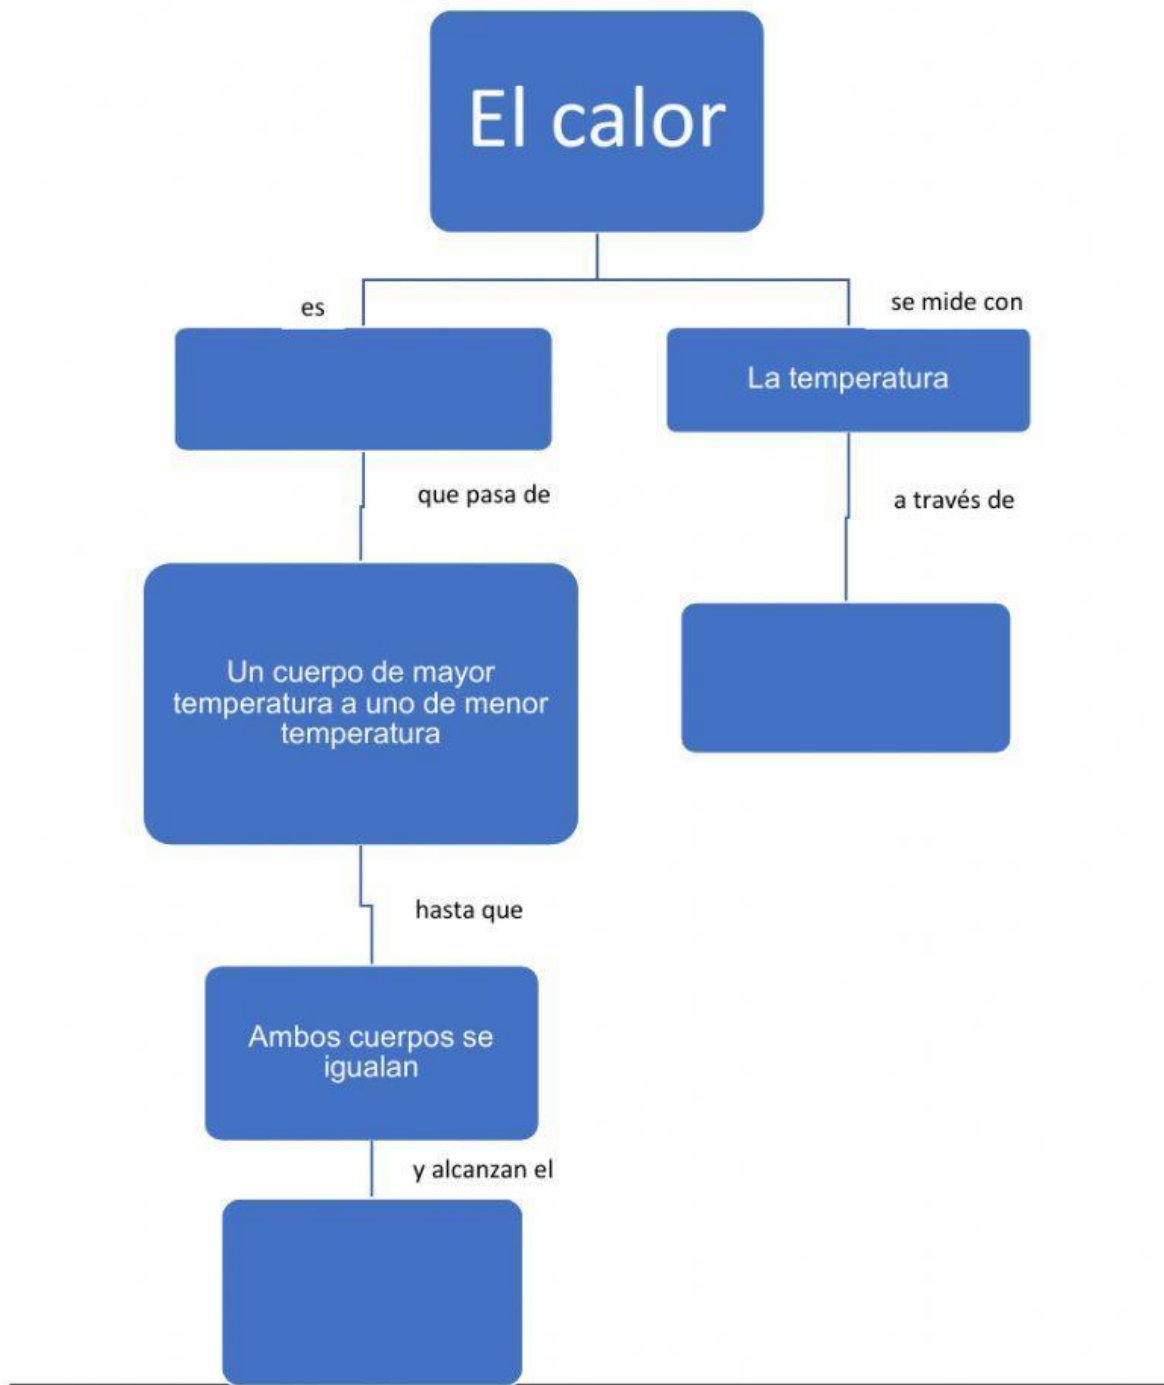 El calor
es
se mide con
La temperatura
que pasa de
a través de
Un cuerpo de mayor
temperatura a uno de menor
temperatura
hasta que
Ambos cuerpos se
igualan
y alcanzan el